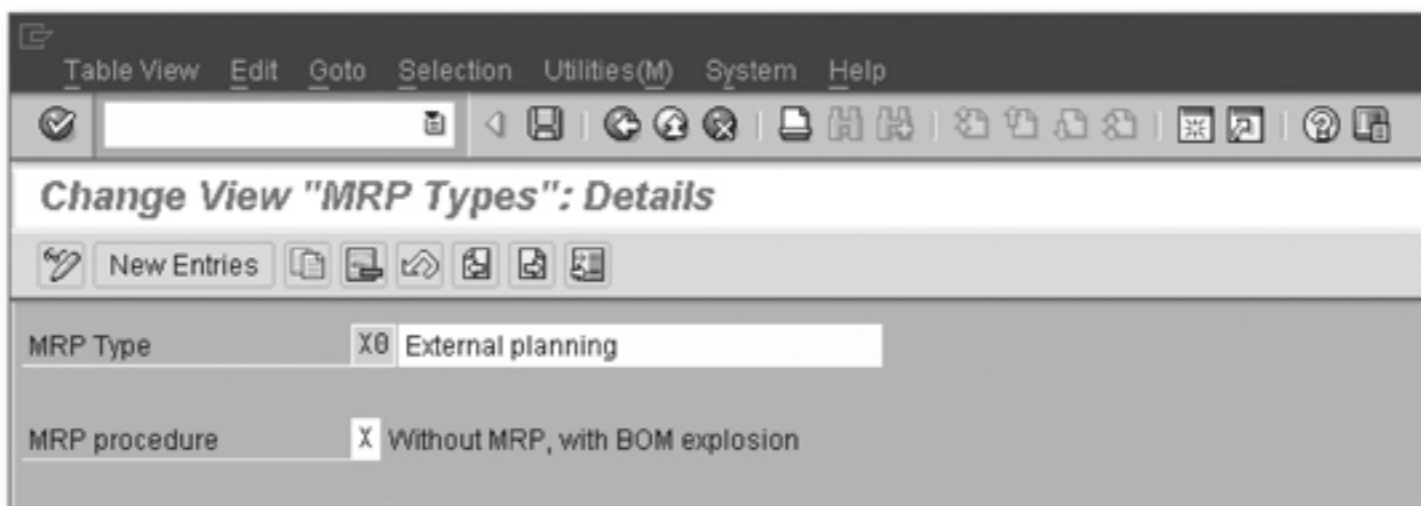 Table View Edit Goto Selection Utilities(M) System Help
Change View "MRP Types": Details
New Entries
MRP Type X0 External planning
MRP procedure X Without MRP, with BOM explosion